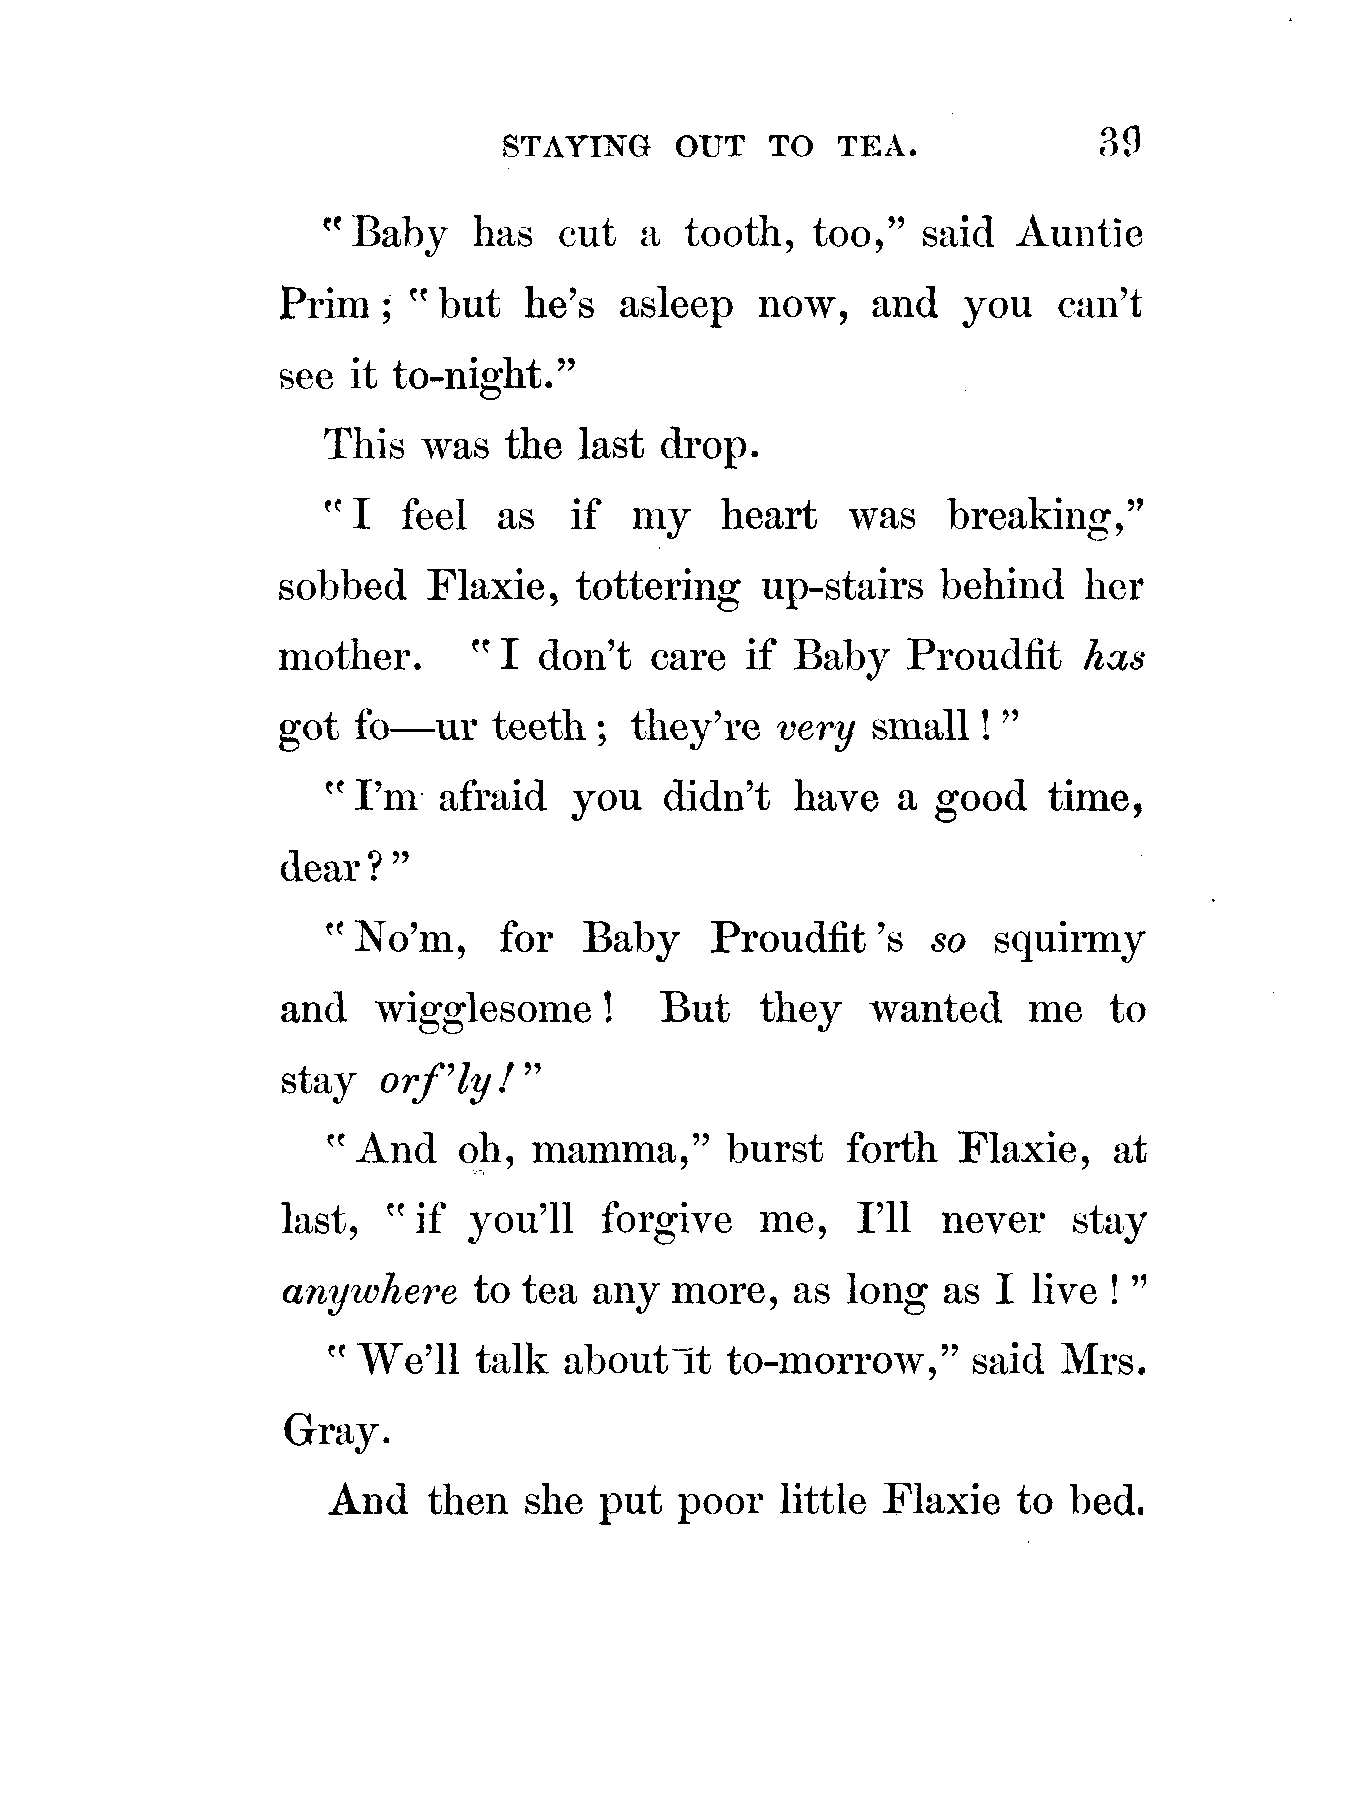 STAYING OUT TO TEA. 39
"Baby has cut a tooth, too," said Auntie
Prim; "but he's asleep now, and you can't
see it to-night."
This was the last drop.
"I feel as if my heart was breaking,"
sobbed Flaxie, tottering up-stairs behind her
mother. "I don't care if Baby Proudfit has
got fo—ur teeth; they're very small!"
"I'm afraid you didn't have a good time,
dear?"
"No'm, for Baby Proudfit's so squirmy
and wigglesome! But they wanted me to
stay orf'ly!"
"And oh, mamma," burst forth Flaxie, at
last, "if you'll forgive me, I'll never stay
anywhere to tea any more, as long as I live!"
"We'll talk about it to-morrow," said Mrs.
Gray.
And then she put poor little Flaxie to bed.